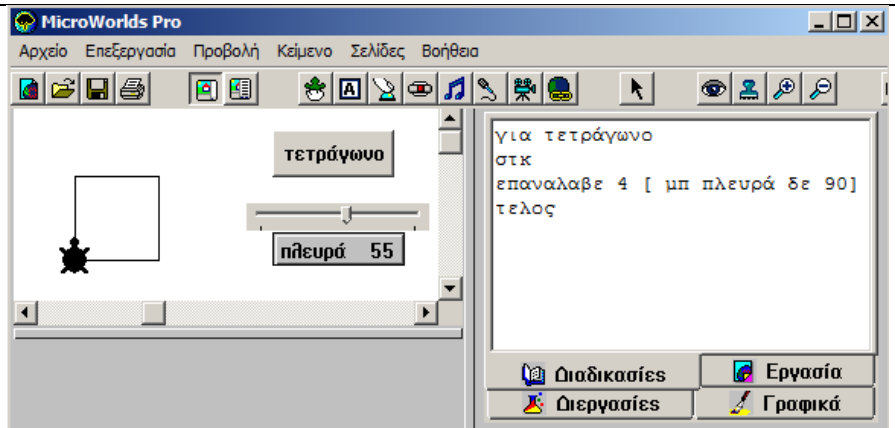 MicroWorlds Pro
Αρχείο Επεξεργασία Προβολή Κείμενο Σελίδες Βοήθεια
τετράγωνο
πλευρά 55
για τετράγωνο
στκ
επαναλαβε 4 [ μπ πλευρά δε 90]
τελος
Διαδικασίες Εργασία
Διεργασίες Γραφικά